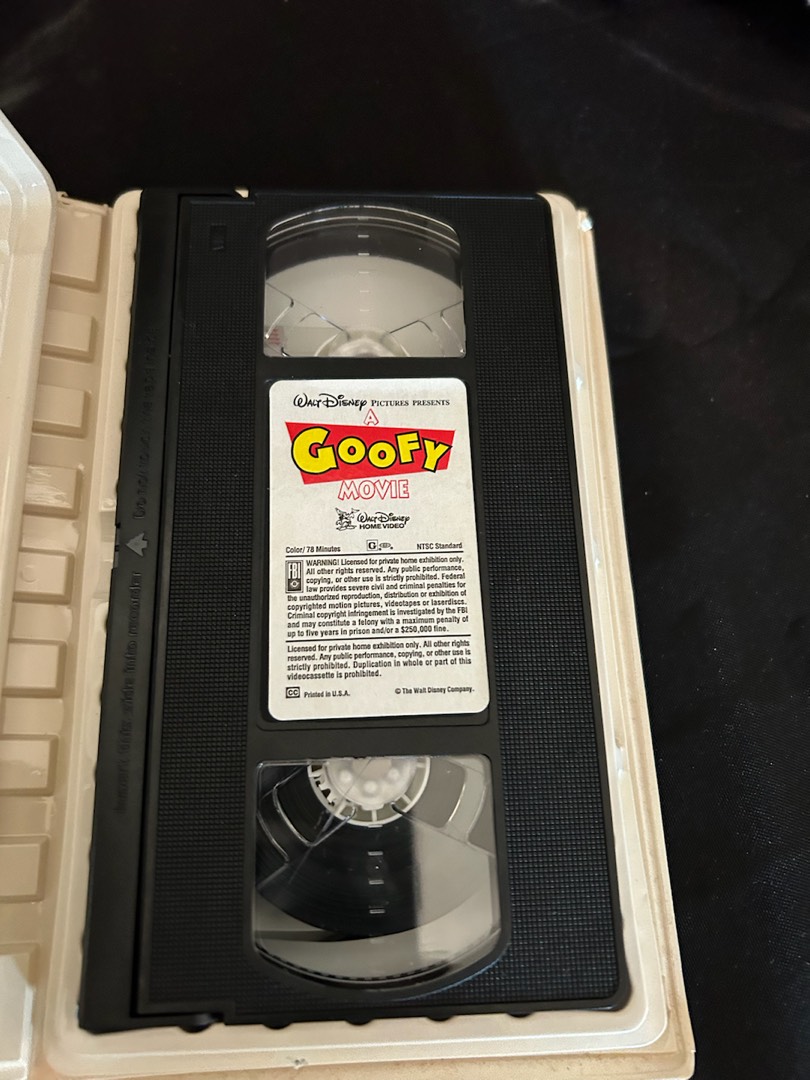 Walt Disney PICTURES PRESENTS
A
GOOFY
MOVIE
Walt Disney
HOME VIDEO
Color/ 78 Minutes G NTSC Standard
FBI
WARNING! Licensed for private home exhibition only.
All other rights reserved. Any public performance,
copying, or other use is strictly prohibited. Federal
law provides severe civil and criminal penalties for
the unauthorized reproduction, distribution or exhibition of
copyrighted motion pictures, videotapes or laserdiscs.
Criminal copyright infringement is investigated by the FBI
and may constitute a felony with a maximum penalty of
up to five years in prison and/or a $250,000 fine.
Licensed for private home exhibition only. All other rights
reserved. Any public performance, copying, or other use is
strictly prohibited. Duplication in whole or part of this
videocassette is prohibited.
CC Printed in U.S.A. © The Walt Disney Company.
Insert this side into recorder